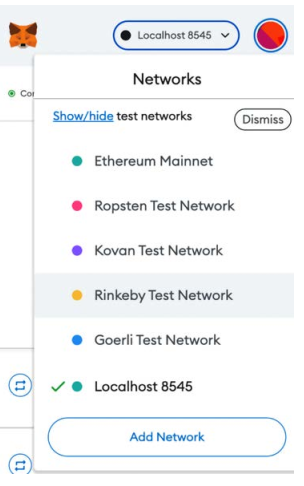 Localhost 8545
Networks
Co
Show/hide test networks
Dismiss
Ethereum Mainnet
Ropsten Test Network
Kovan Test Network
Rinkeby Test Network
Goerli Test Network
Localhost 8545
Add Network